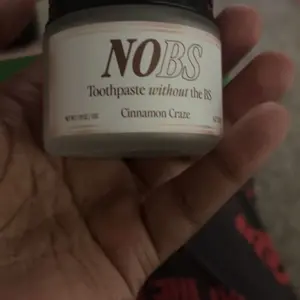 NOBS
Toothpaste without the BS
Cinnamon Craze